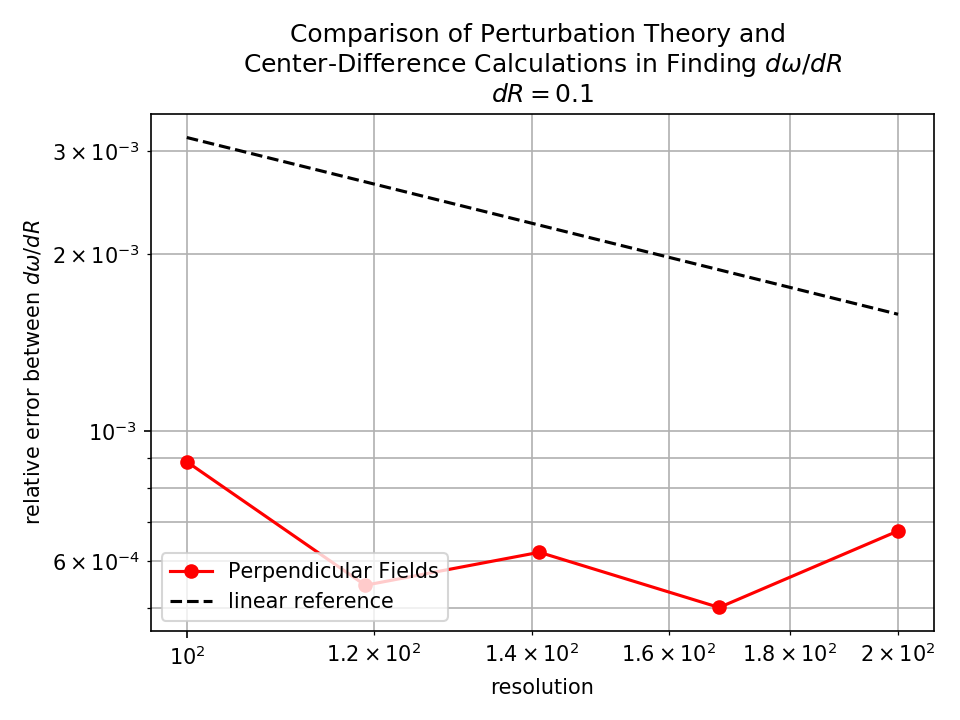 Comparison of Perturbation Theory and
Center-Difference Calculations in Finding dω/dR
dR = 0.1
relative error between dω/dR
3 × 10⁻³
2 × 10⁻³
10⁻³
6 × 10⁻⁴
Perpendicular Fields
linear reference
10² 1.2 × 10² 1.4 × 10² 1.6 × 10² 1.8 × 10² 2 × 10²
resolution